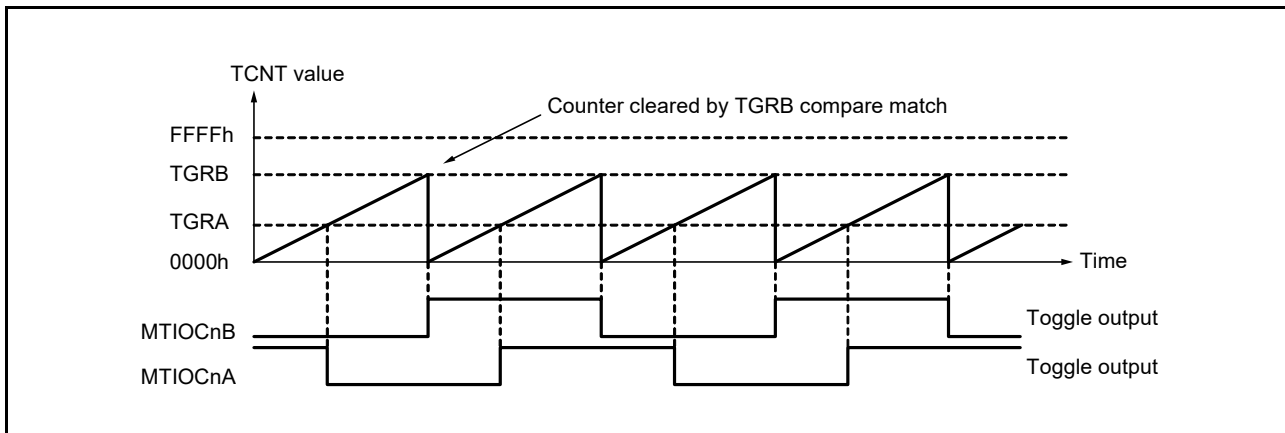 TCNT value
Counter cleared by TGRB compare match
FFFFh
TGRB
TGRA
0000h
Time
MTIOCnB
Toggle output
MTIOCnA
Toggle output